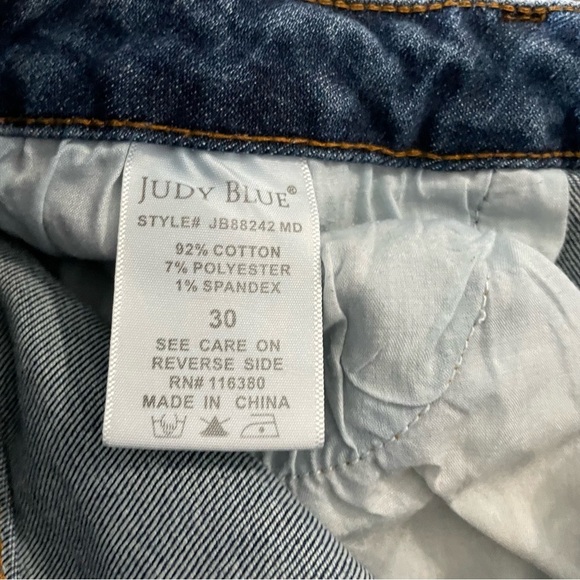 JUDY BLUE®
STYLE# JB88242 MD
92% COTTON
7% POLYESTER
1% SPANDEX
30
SEE CARE ON
REVERSE SIDE
RN# 116380
MADE IN CHINA